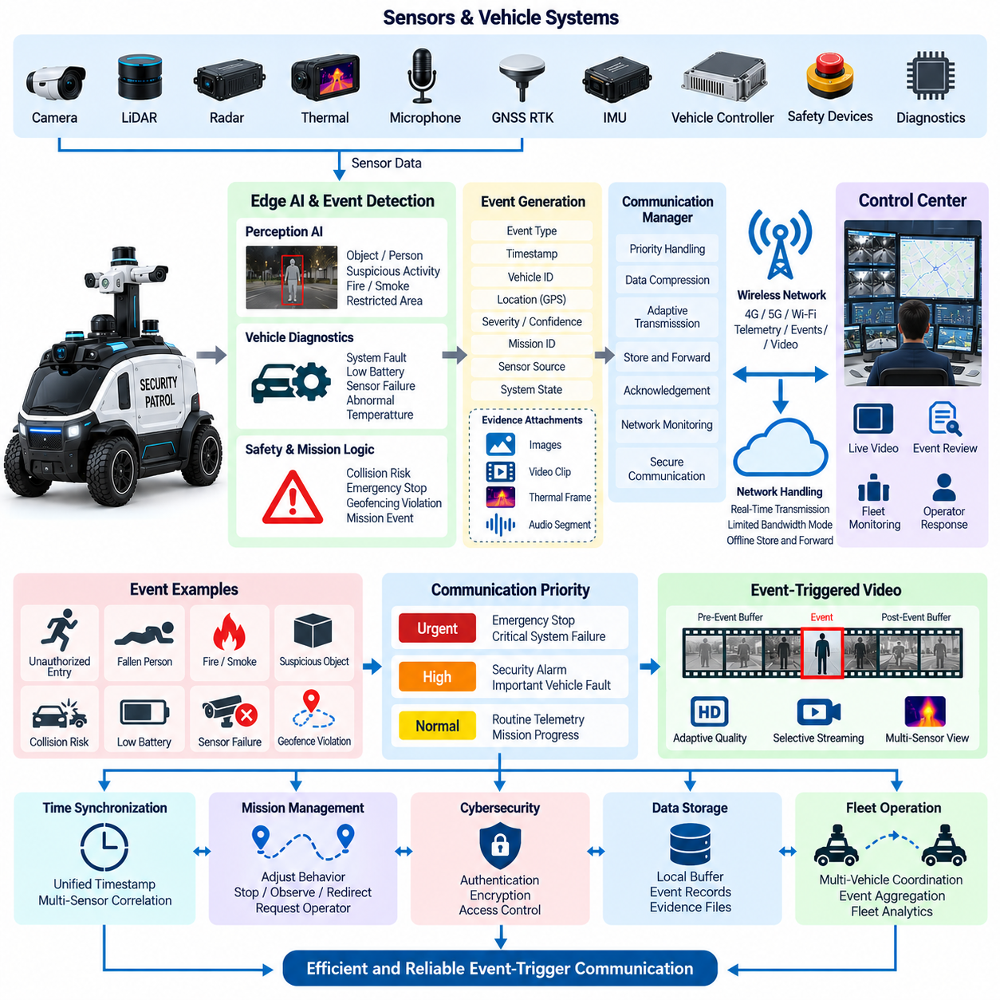 Sensors & Vehicle Systems
Camera
LiDAR
Radar
Thermal
Microphone
GNSS RTK
IMU
Vehicle Controller
Safety Devices
Diagnostics
Sensor Data
SECURITY
PATROL
Edge AI & Event Detection
Perception AI
Object / Person
Suspicious Activity
Fire / Smoke
Restricted Area
Vehicle Diagnostics
System Fault
Low Battery
Sensor Failure
Abnormal
Temperatture
Safety & Mission Logic
Collision Risk
Emergency Stop
Geofencing Violation
Mission Event
Event Generation
Event Type
Timestamp
Vehicle ID
Location (GPS)
Severity / Confidence
Mission ID
Sensor Source
System State
Evidence Attachments
Images
Video Clip
Thermal Frame
Audio Segment
Communication
Manager
Priority Handling
Data Compression
Adaptive
Transmisssion
Store and Forward
Acknowledgement
Network Monitoring
Secure
Communication
Wireless Network
4G / 5G / Wi-Fi
Telemetry / Events /
/ Video
Network Handling
Real-Time Transmission
Limited Bandwidth Mode
Offline Store and Forward
Control Center
Live Video
Event Review
Fleet
Monitoring
Operator
Response
Event Examples
Unauthorized
Entry
Fallen Person
Fire / Smoke
Suspicious Object
Collision Risk
Low Battery
Sensor Failure
Geofence Violation
Communication Priority
Urgent
Emergency Stop
Critical System Failure
High
Security Alarm
Important Vehicle Fault
Normal
Routine Telemetry
Mission Progress
Event-Triggered Video
Pre-Event Buffer
Event
Post-Event Buffer
HD
Adaptive Quality
Selective Streaming
Multi-Sensor View
Time Synchronization
Unified Timestamp
Multi-Sensor Correlation
Mission Management
Adjust Behavior
Stop / Observe / Redirect
Request Operator
Cybersecurity
Authentication
Encryption
Access Control
Data Storage
Local Buffer
Event Records
Evidence Files
Fleet Operation
Multi-Vehicle Coordination
Event Aggregation
Fleet Analytics
Efficient and Reliable Event-Trigger Communication